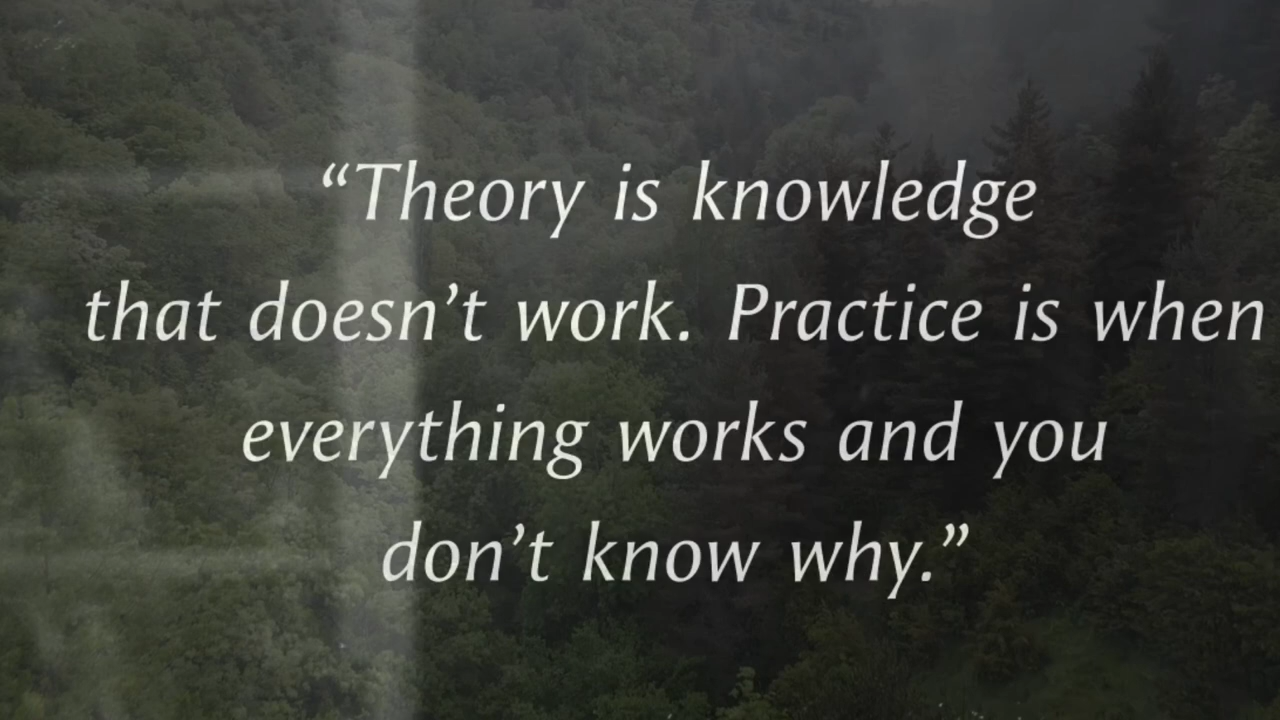 “Theory is knowledge
that doesn’t work. Practice is when
everything works and you
don’t know why.”